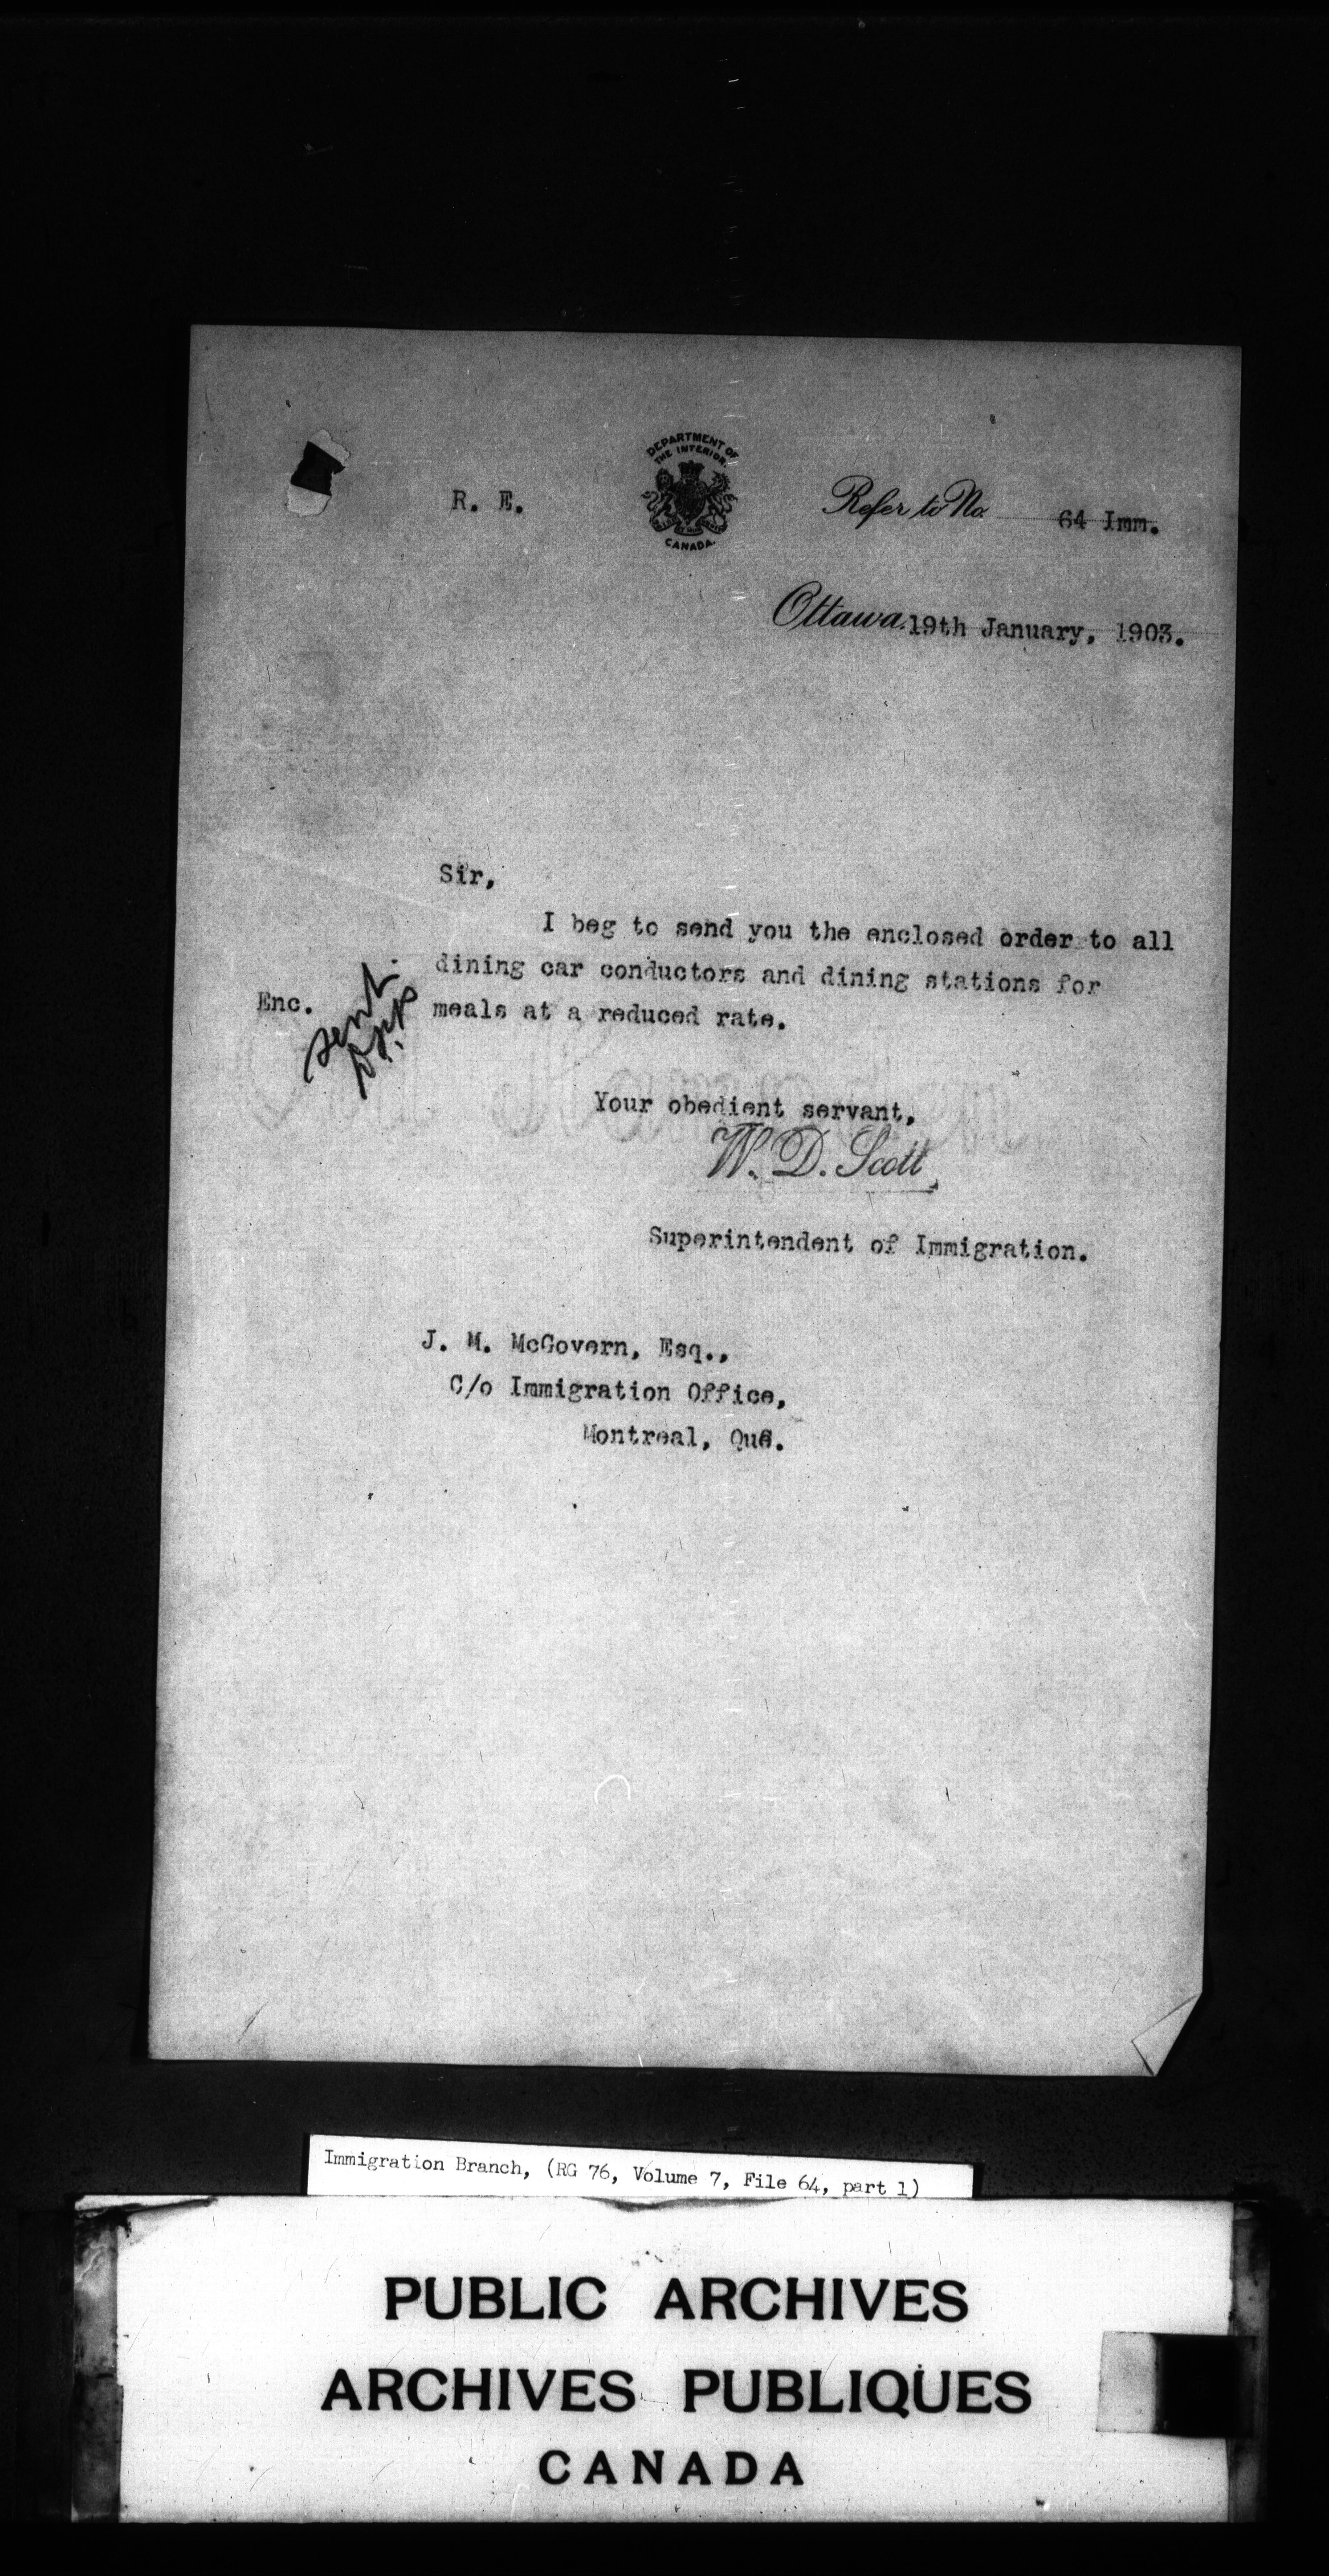 DEPARTMENT OF
THE INTERIOR.
CANADA.
R. E.
Refer to No. 64 Imm.
Ottawa, 19th January, 1903.
Sir,
I beg to send you the enclosed order to all
dining car conductors and dining stations for
meals at a reduced rate.
Enc.
sent
Your obedient servant,
W. D. Scott
Superintendent of Immigration.
J. M. McGovern, Esq.,
C/o Immigration Office,
Montreal, Que.
Immigration Branch, (RG 76, Volume 7, File 64, part 1)
PUBLIC ARCHIVES
ARCHIVES PUBLIQUES
CANADA